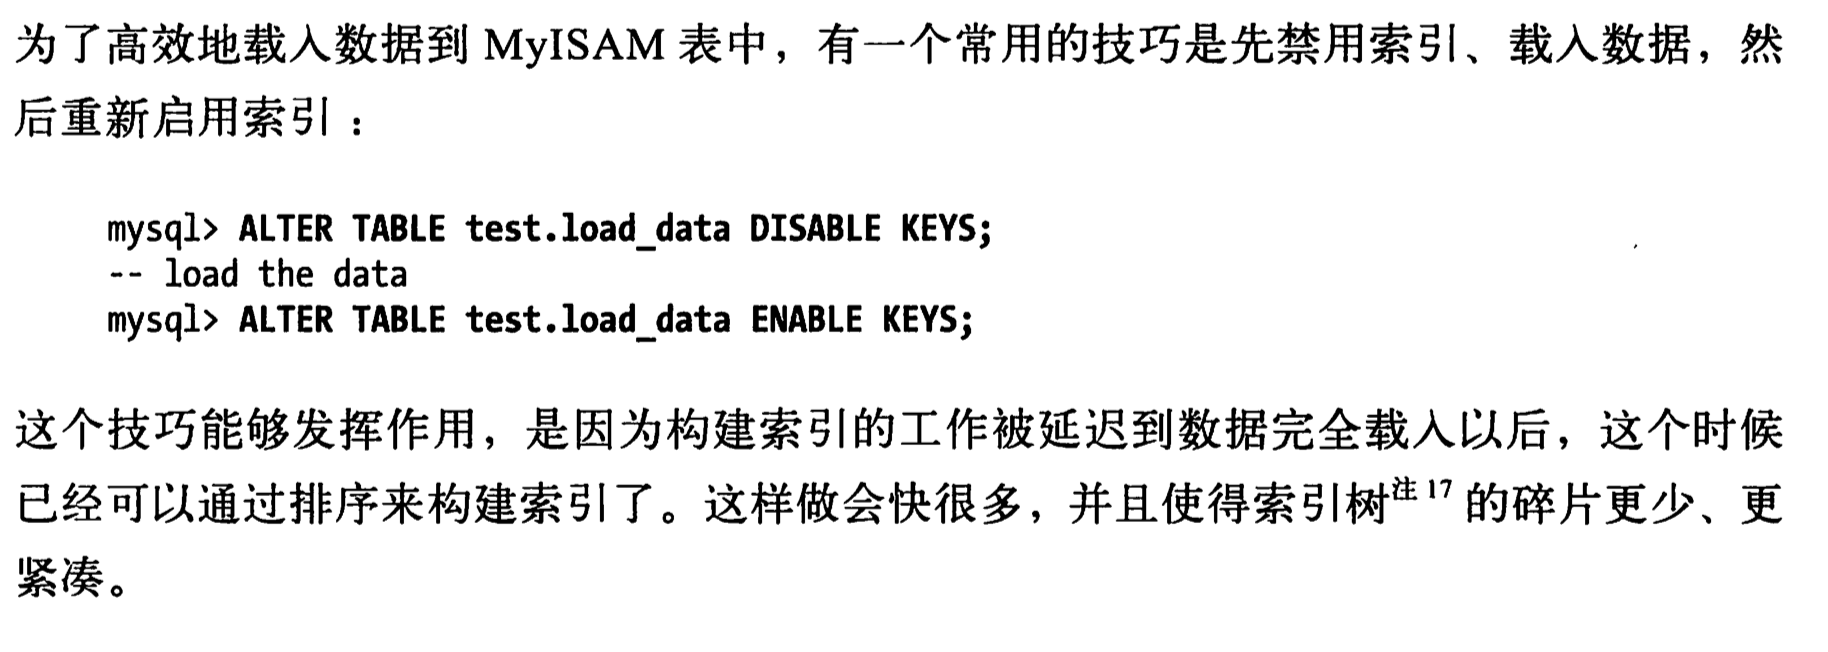 为了高效地载入数据到 MyISAM 表中，有一个常用的技巧是先禁用索引、载入数据，然
后重新启用索引：
mysql> ALTER TABLE test.load_data DISABLE KEYS;
-- load the data
mysql> ALTER TABLE test.load_data ENABLE KEYS;
这个技巧能够发挥作用，是因为构建索引的工作被延迟到数据完全载入以后，这个时候
已经可以通过排序来构建索引了。这样做会快很多，并且使得索引树注 17 的碎片更少、更
紧凑。